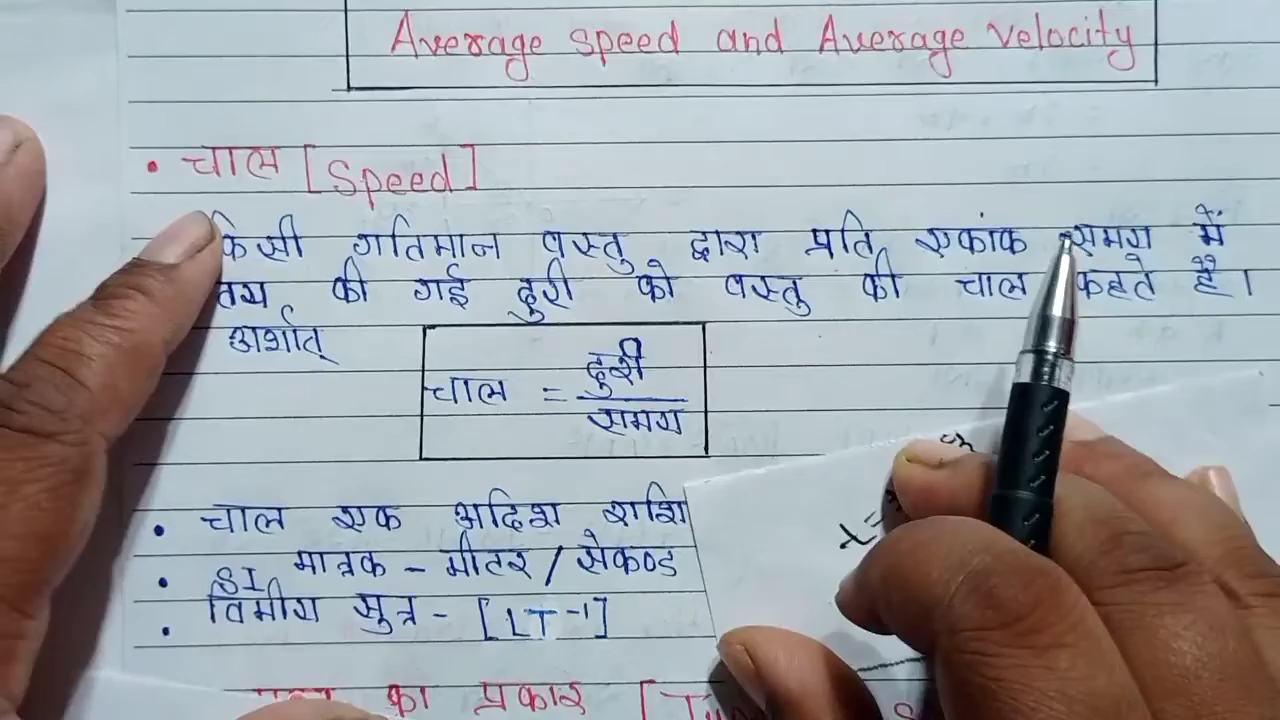 Average speed and Average velocity
• चाल [Speed]
किसी गतिमान वस्तु द्वारा प्रति एकांक समय में
तय की गई दुरी को वस्तु की चाल कहते हैं।
अर्थात्
चाल = दुरी
समय
• चाल एक अदिश राशि
• SI मात्रक - मीटर / सेकण्ड
• विमीय सुत्र - [LT⁻¹]
का प्रकार [